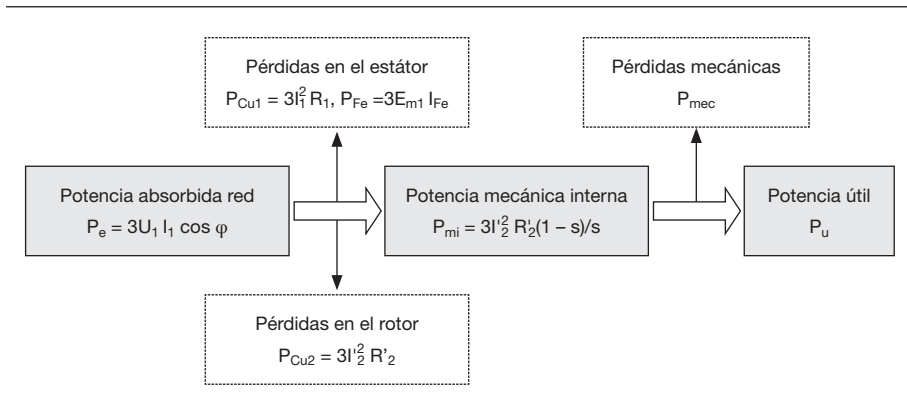 Pérdidas en el estátor
P_Cu1 = 3I₁² R₁, P_Fe =3E_m1 I_Fe
Pérdidas mecánicas
P_mec
Potencia absorbida red
P_e = 3U₁ I₁ cos φ
Potencia mecánica interna
P_mi = 3I'₂² R'₂(1 – s)/s
Potencia útil
P_u
Pérdidas en el rotor
P_Cu2 = 3I'₂² R'₂